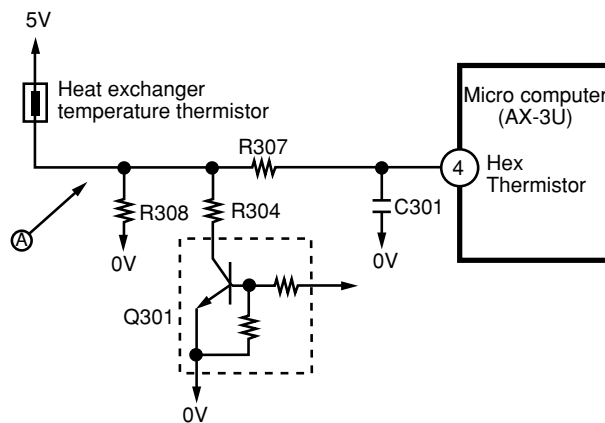 5V
Heat exchanger
temperature thermistor
Micro computer
(AX-3U)
R307
4
Hex
Thermistor
A
R308
R304
C301
0V
0V
Q301
0V